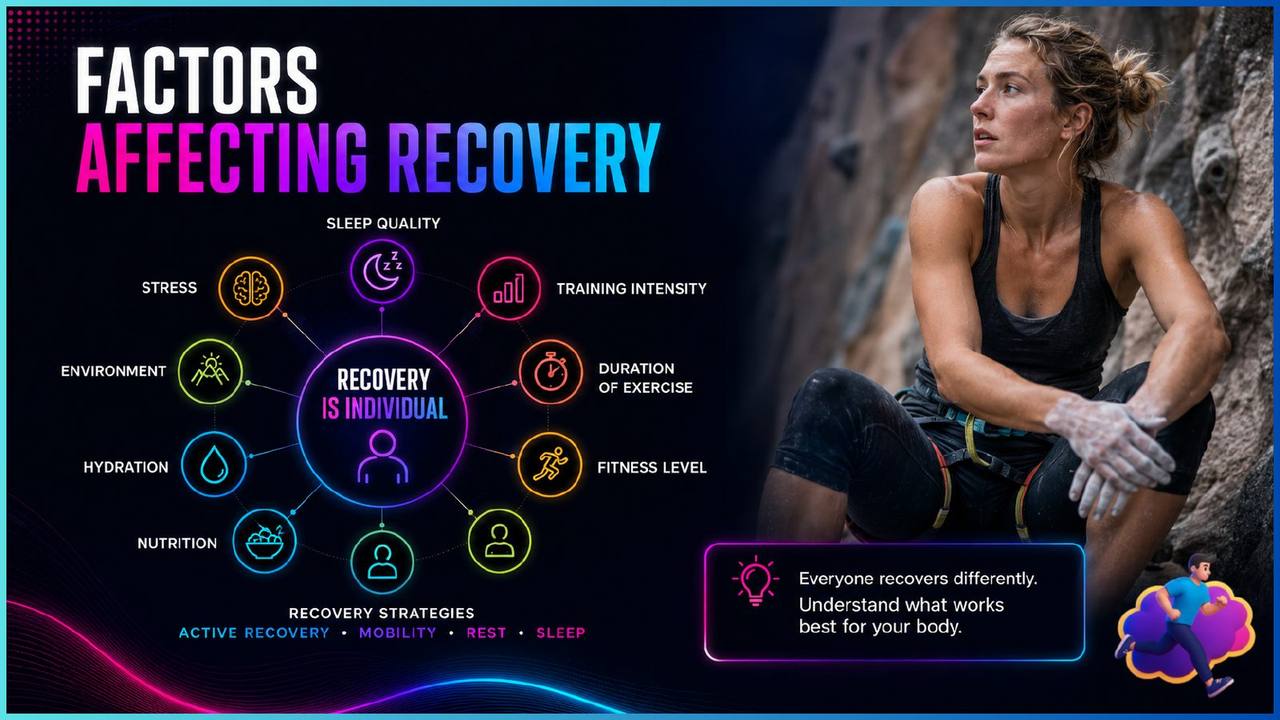 FACTORS
AFFECTING RECOVERY
SLEEP QUALITY
STRESS
TRAINING INTENSITY
ENVIRONMENT
DURATION
OF EXERCISE
RECOVERY
IS INDIVIDUAL
HYDRATION
FITNESS LEVEL
NUTRITION
RECOVERY STRATEGIES
ACTIVE RECOVERY • MOBILITY • REST • SLEEP
Everyone recovers differently.
Understand what works
best for your body.
z z z